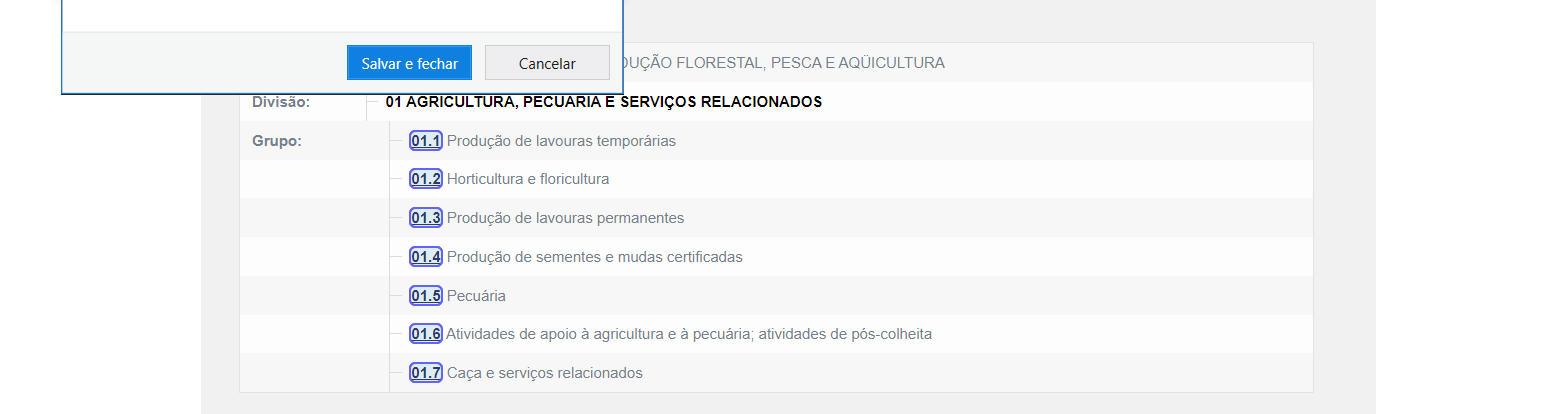 Salvar e fechar Cancelar
FLORESTAL, PESCA E AQÜICULTURA
Divisão: 01 AGRICULTURA, PECUARIA E SERVIÇOS RELACIONADOS
Grupo: 01.1 Produção de lavouras temporárias
01.2 Horticultura e floricultura
01.3 Produção de lavouras permanentes
01.4 Produção de sementes e mudas certificadas
01.5 Pecuária
01.6 Atividades de apoio à agricultura e à pecuária; atividades de pós-colheita
01.7 Caça e serviços relacionados